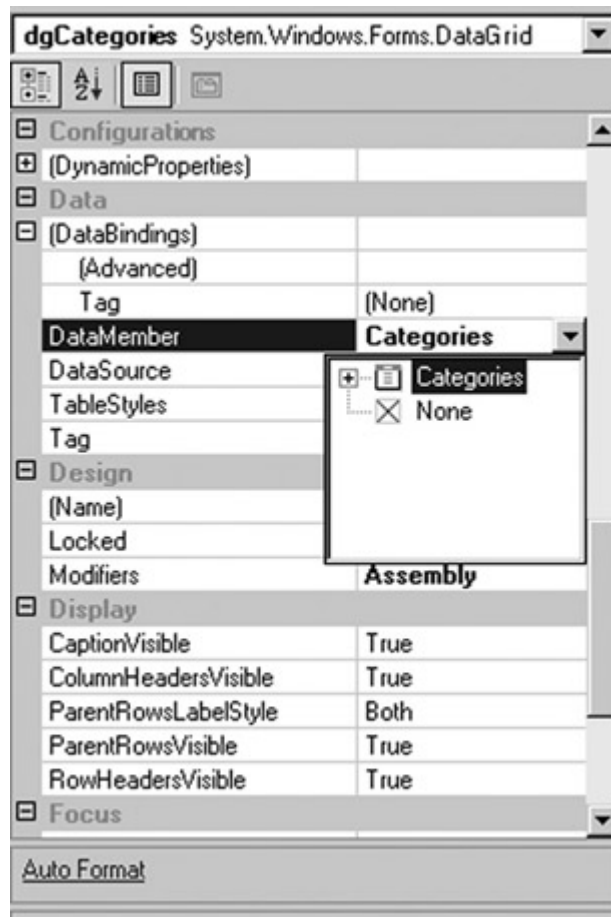 dgCategories System.Windows.Forms.DataGrid
Configurations
(DynamicProperties)
Data
(DataBindings)
(Advanced)
Tag (None)
DataMember Categories
DataSource Categories
TableStyles None
Tag
Design
(Name)
Locked
Modifiers Assembly
Display
CaptionVisible True
ColumnHeadersVisible True
ParentRowsLabelStyle Both
ParentRowsVisible True
RowHeadersVisible True
Focus
Auto Format